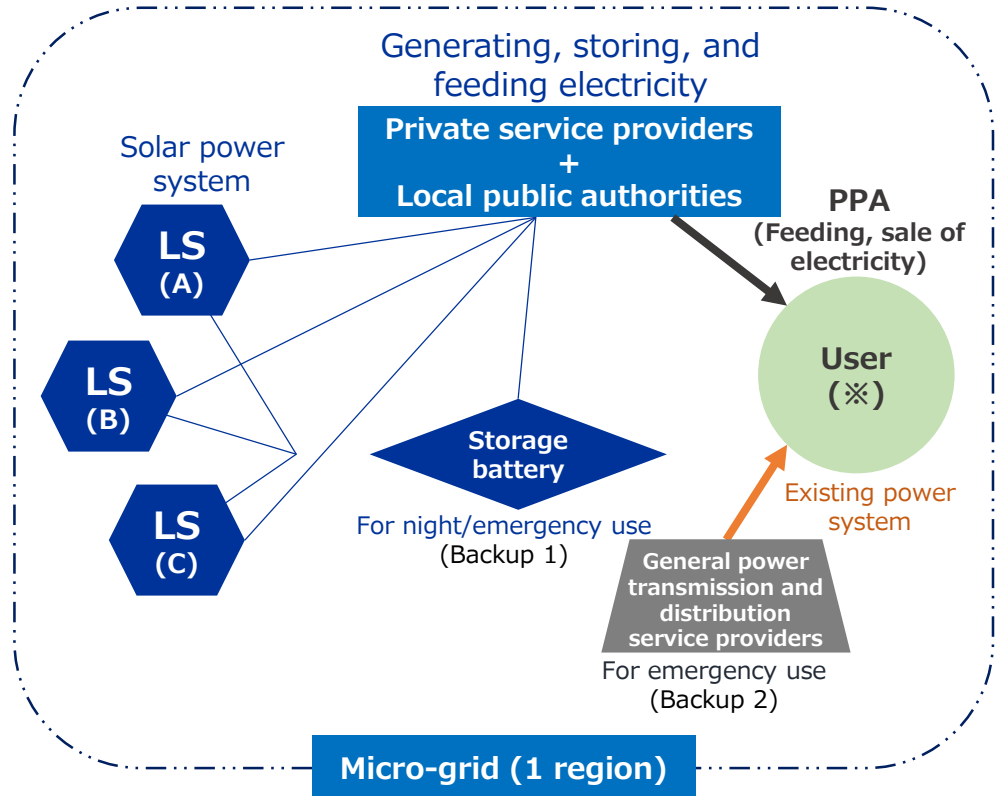 Generating, storing, and
feeding electricity
Private service providers
+
Local public authorities
Solar power
system
LS
(A)
LS
(B)
LS
(C)
PPA
(Feeding, sale of
electricity)
User
(※)
Storage
battery
For night/emergency use
(Backup 1)
Existing power
system
General power
transmission and
distribution
service providers
For emergency use
(Backup 2)
Micro-grid (1 region)